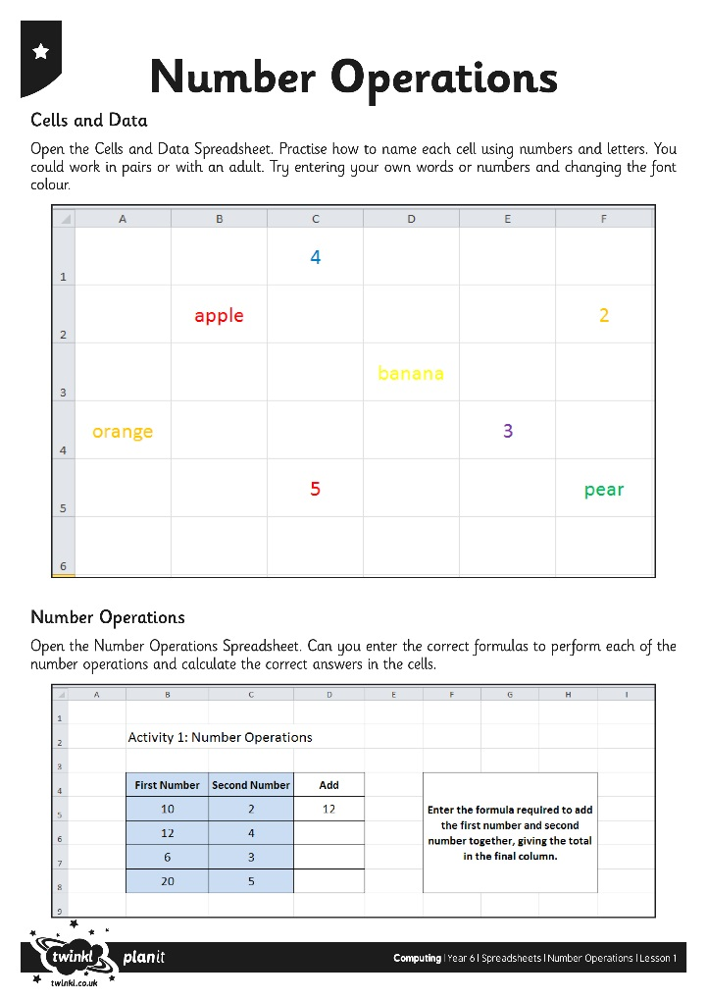 Number Operations
Cells and Data
Open the Cells and Data Spreadsheet. Practise how to name each cell using numbers and letters. You
could work in pairs or with an adult. Try entering your own words or numbers and changing the font
colour.
A B C D E F
1 4
2 apple 2
3 banana
4 orange 3
5 5 pear
6
Number Operations
Open the Number Operations Spreadsheet. Can you enter the correct formulas to perform each of the
number operations and calculate the correct answers in the cells.
A B C D E F G H I
1
2 Activity 1: Number Operations
3
4 First Number Second Number Add
5 10 2 12
6 12 4
7 6 3
8 20 5
9
Enter the formula required to add
the first number and second
number together, giving the total
in the final column.
twinkl planit
twinkl.co.uk
Computing | Year 6 | Spreadsheets | Number Operations | Lesson 1